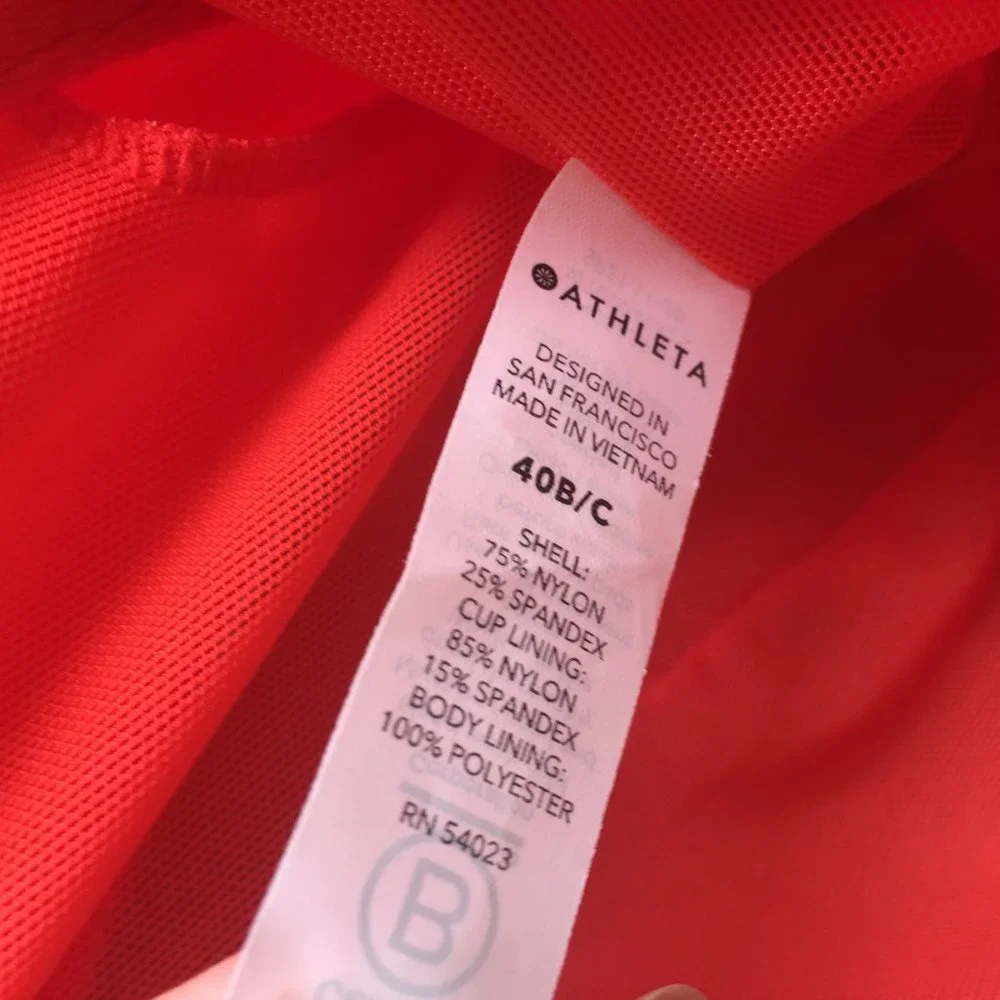 ATHLETA
DESIGNED IN
SAN FRANCISCO
MADE IN VIETNAM
40B/C
SHELL:
75% NYLON
25% SPANDEX
CUP LINING:
85% NYLON
15% SPANDEX
BODY LINING:
100% POLYESTER
RN 54023
B